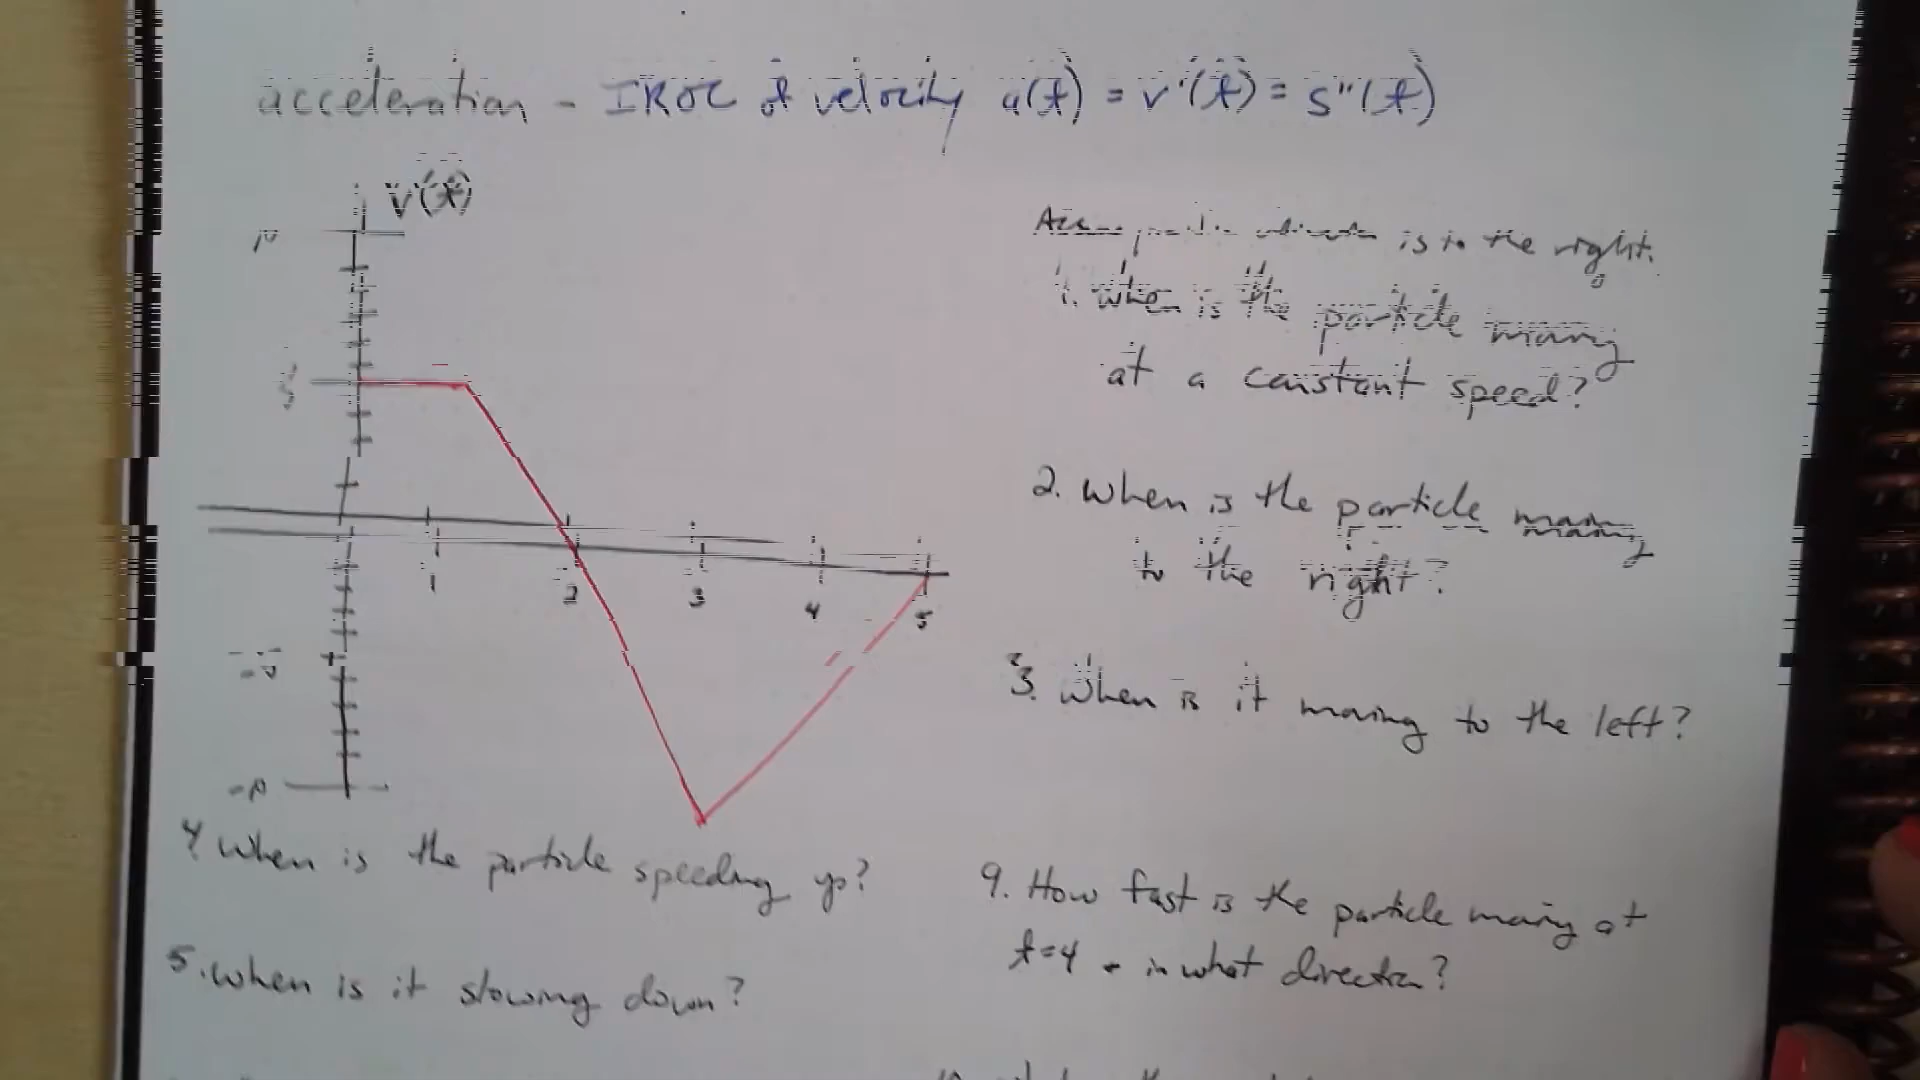 acceleration - IROC of velocity a(t) = v'(t) = s''(t)
v(t)
10
5
1 2 3 4 5
-5
-10
is to the right.
1. When is the particle moving
at a constant speed?
2. When is the particle moving
to the right?
3. When is it moving to the left?
4. When is the particle speeding up?
5. When is it slowing down?
9. How fast is the particle moving at
t=4 + in what direction?